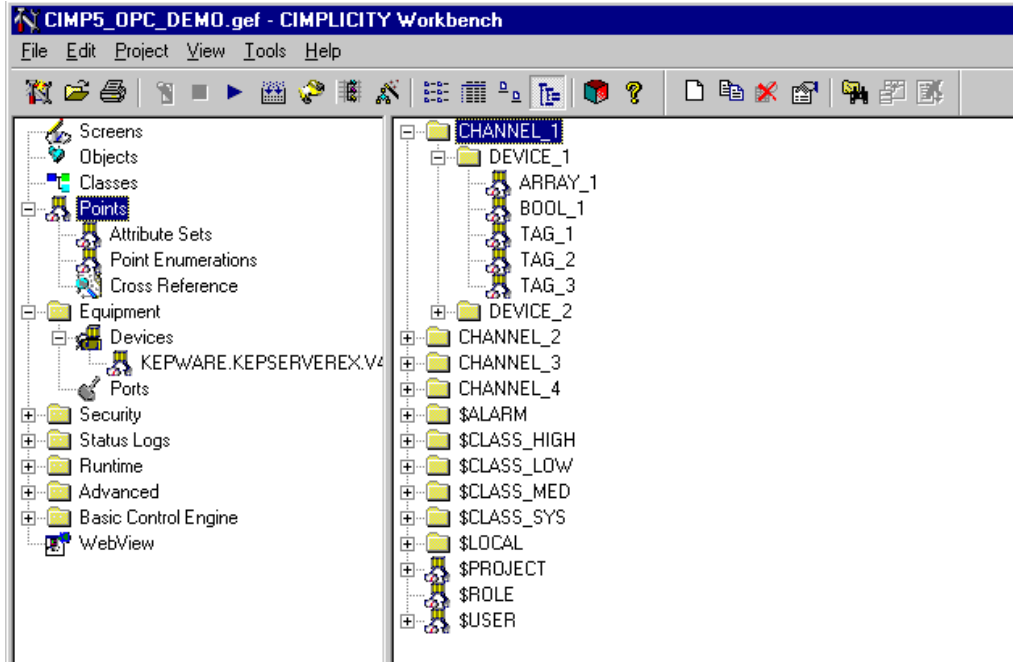 CIMP5_OPC_DEMO.gef - CIMPLICITY Workbench
File Edit Project View Tools Help
Screens
Objects
Classes
Points
Attribute Sets
Point Enumerations
Cross Reference
Equipment
Devices
KEPWARE.KEPSERVEREX.V4
Ports
Security
Status Logs
Runtime
Advanced
Basic Control Engine
WebView
CHANNEL_1
DEVICE_1
ARRAY_1
BOOL_1
TAG_1
TAG_2
TAG_3
DEVICE_2
CHANNEL_2
CHANNEL_3
CHANNEL_4
$ALARM
$CLASS_HIGH
$CLASS_LOW
$CLASS_MED
$CLASS_SYS
$LOCAL
$PROJECT
$ROLE
$USER